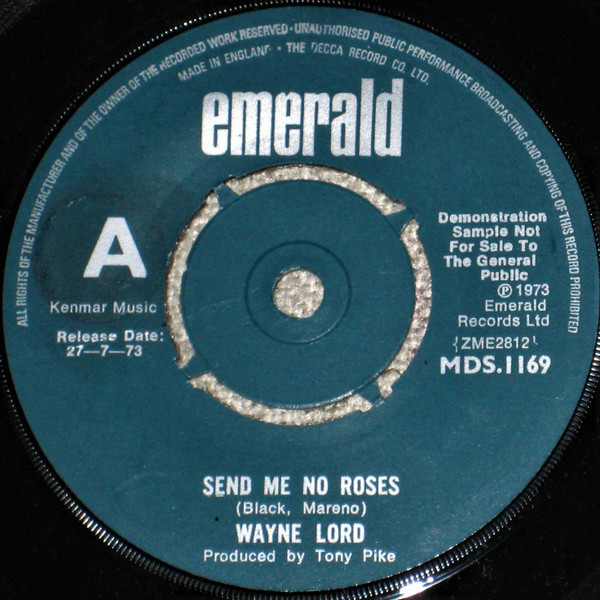 ALL RIGHTS OF THE MANUFACTURER AND OF THE OWNER OF THE RECORDED WORK RESERVED · UNAUTHORISED PUBLIC PERFORMANCE BROADCASTING AND COPYING OF THIS RECORD PROHIBITED
MADE IN ENGLAND · THE DECCA RECORD CO. LTD.
emerald
A
Kenmar Music
Release Date:
27—7—73
Demonstration
Sample Not
For Sale To
The General
Public
℗ 1973
Emerald
Records Ltd
(ZME2812)
MDS.1169
SEND ME NO ROSES
(Black, Mareno)
WAYNE LORD
Produced by Tony Pike